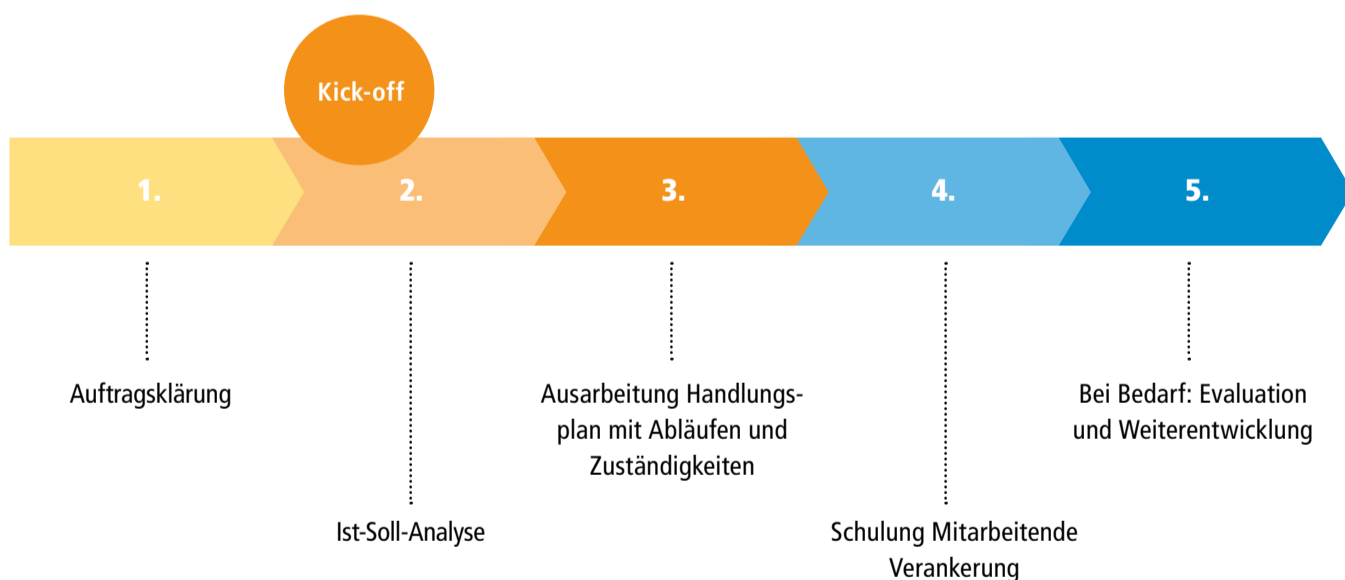 Kick-off
1.
2.
3.
4.
5.
Auftragsklärung
Ist-Soll-Analyse
Ausarbeitung Handlungs-
plan mit Abläufen und
Zuständigkeiten
Schulung Mitarbeitende
Verankerung
Bei Bedarf: Evaluation
und Weiterentwicklung